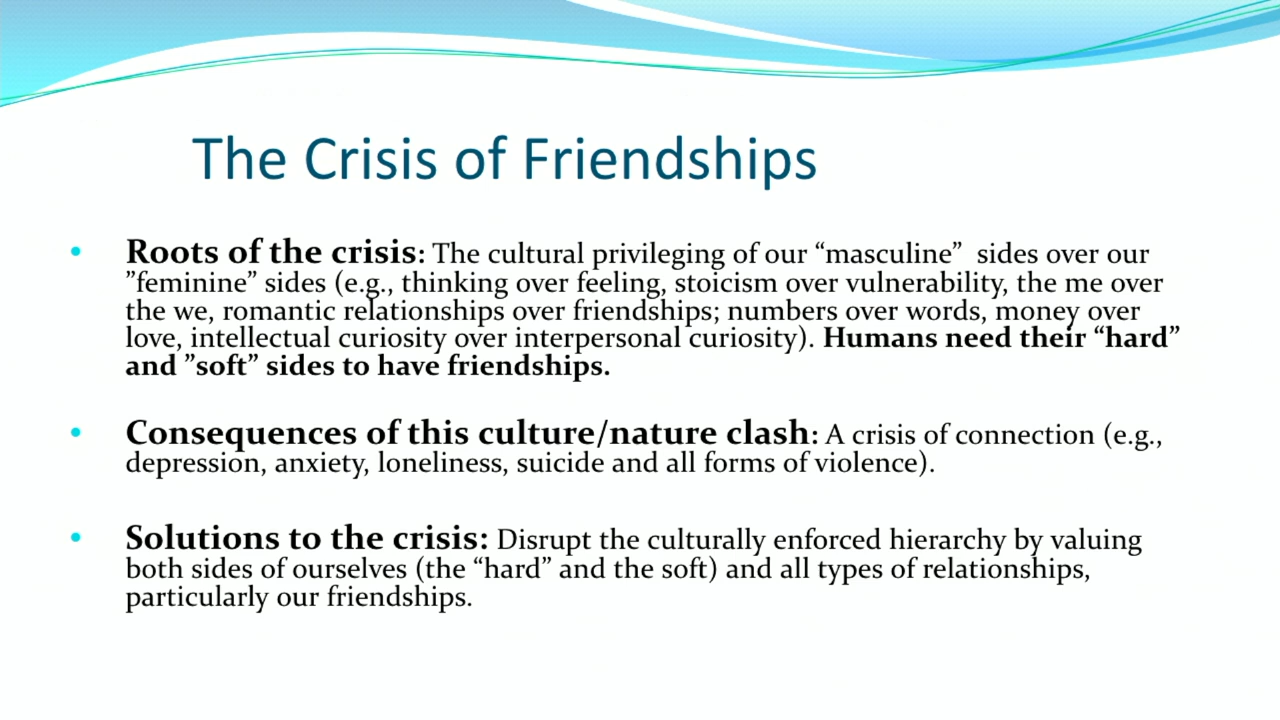 The Crisis of Friendships
• Roots of the crisis: The cultural privileging of our “masculine”  sides over our
”feminine” sides (e.g., thinking over feeling, stoicism over vulnerability, the me over
the we, romantic relationships over friendships; numbers over words, money over
love, intellectual curiosity over interpersonal curiosity). Humans need their “hard”
and ”soft” sides to have friendships.
• Consequences of this culture/nature clash: A crisis of connection (e.g.,
depression, anxiety, loneliness, suicide and all forms of violence).
• Solutions to the crisis: Disrupt the culturally enforced hierarchy by valuing
both sides of ourselves (the “hard” and the soft) and all types of relationships,
particularly our friendships.